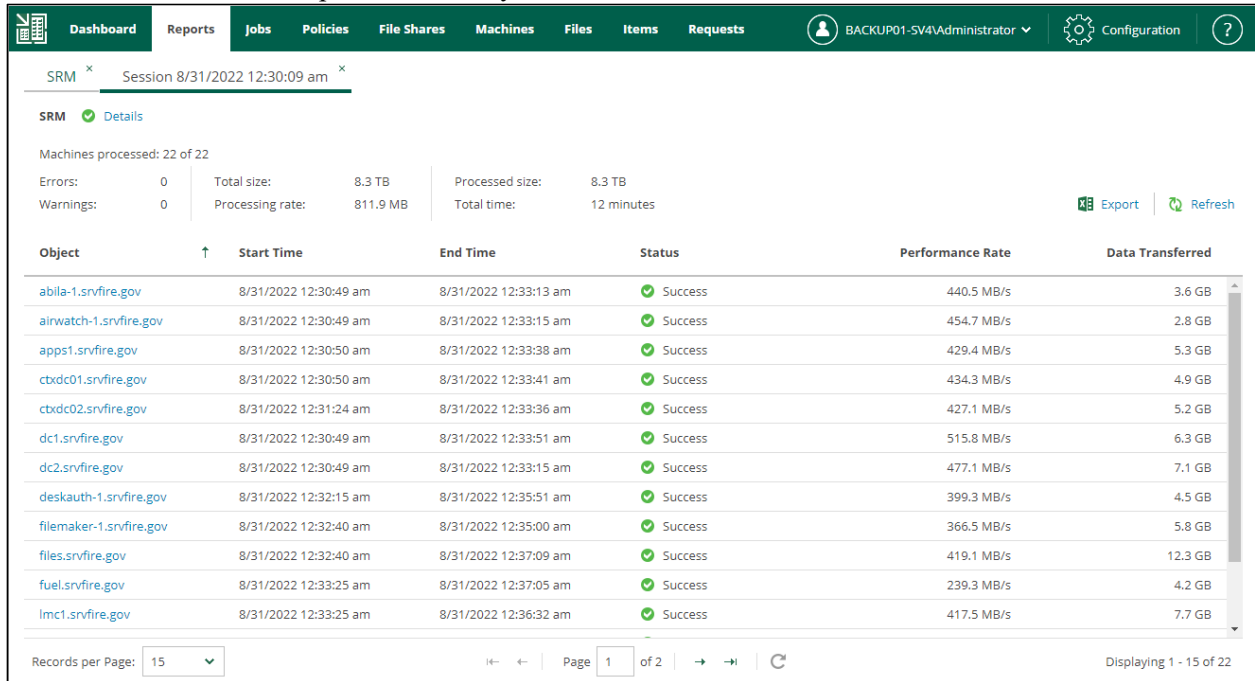 Dashboard Reports Jobs Policies File Shares Machines Files Items Requests BACKUP01-SV4\Administrator Configuration ?
SRM × Session 8/31/2022 12:30:09 am ×
SRM Details
Machines processed: 22 of 22
Errors: 0 Total size: 8.3 TB Processed size: 8.3 TB
Warnings: 0 Processing rate: 811.9 MB Total time: 12 minutes Export Refresh
Object ↑ Start Time End Time Status Performance Rate Data Transferred
abila-1.srvfire.gov 8/31/2022 12:30:49 am 8/31/2022 12:33:13 am Success 440.5 MB/s 3.6 GB
airwatch-1.srvfire.gov 8/31/2022 12:30:49 am 8/31/2022 12:33:15 am Success 454.7 MB/s 2.8 GB
apps1.srvfire.gov 8/31/2022 12:30:50 am 8/31/2022 12:33:38 am Success 429.4 MB/s 5.3 GB
ctxdc01.srvfire.gov 8/31/2022 12:30:50 am 8/31/2022 12:33:41 am Success 434.3 MB/s 4.9 GB
ctxdc02.srvfire.gov 8/31/2022 12:31:24 am 8/31/2022 12:33:36 am Success 427.1 MB/s 5.2 GB
dc1.srvfire.gov 8/31/2022 12:30:49 am 8/31/2022 12:33:51 am Success 515.8 MB/s 6.3 GB
dc2.srvfire.gov 8/31/2022 12:30:49 am 8/31/2022 12:33:15 am Success 477.1 MB/s 7.1 GB
deskauth-1.srvfire.gov 8/31/2022 12:32:15 am 8/31/2022 12:35:51 am Success 399.3 MB/s 4.5 GB
filemaker-1.srvfire.gov 8/31/2022 12:32:40 am 8/31/2022 12:35:00 am Success 366.5 MB/s 5.8 GB
files.srvfire.gov 8/31/2022 12:32:40 am 8/31/2022 12:37:09 am Success 419.1 MB/s 12.3 GB
fuel.srvfire.gov 8/31/2022 12:33:25 am 8/31/2022 12:37:05 am Success 239.3 MB/s 4.2 GB
lmc1.srvfire.gov 8/31/2022 12:33:25 am 8/31/2022 12:36:32 am Success 417.5 MB/s 7.7 GB
Records per Page: 15 Page 1 of 2 Displaying 1 - 15 of 22